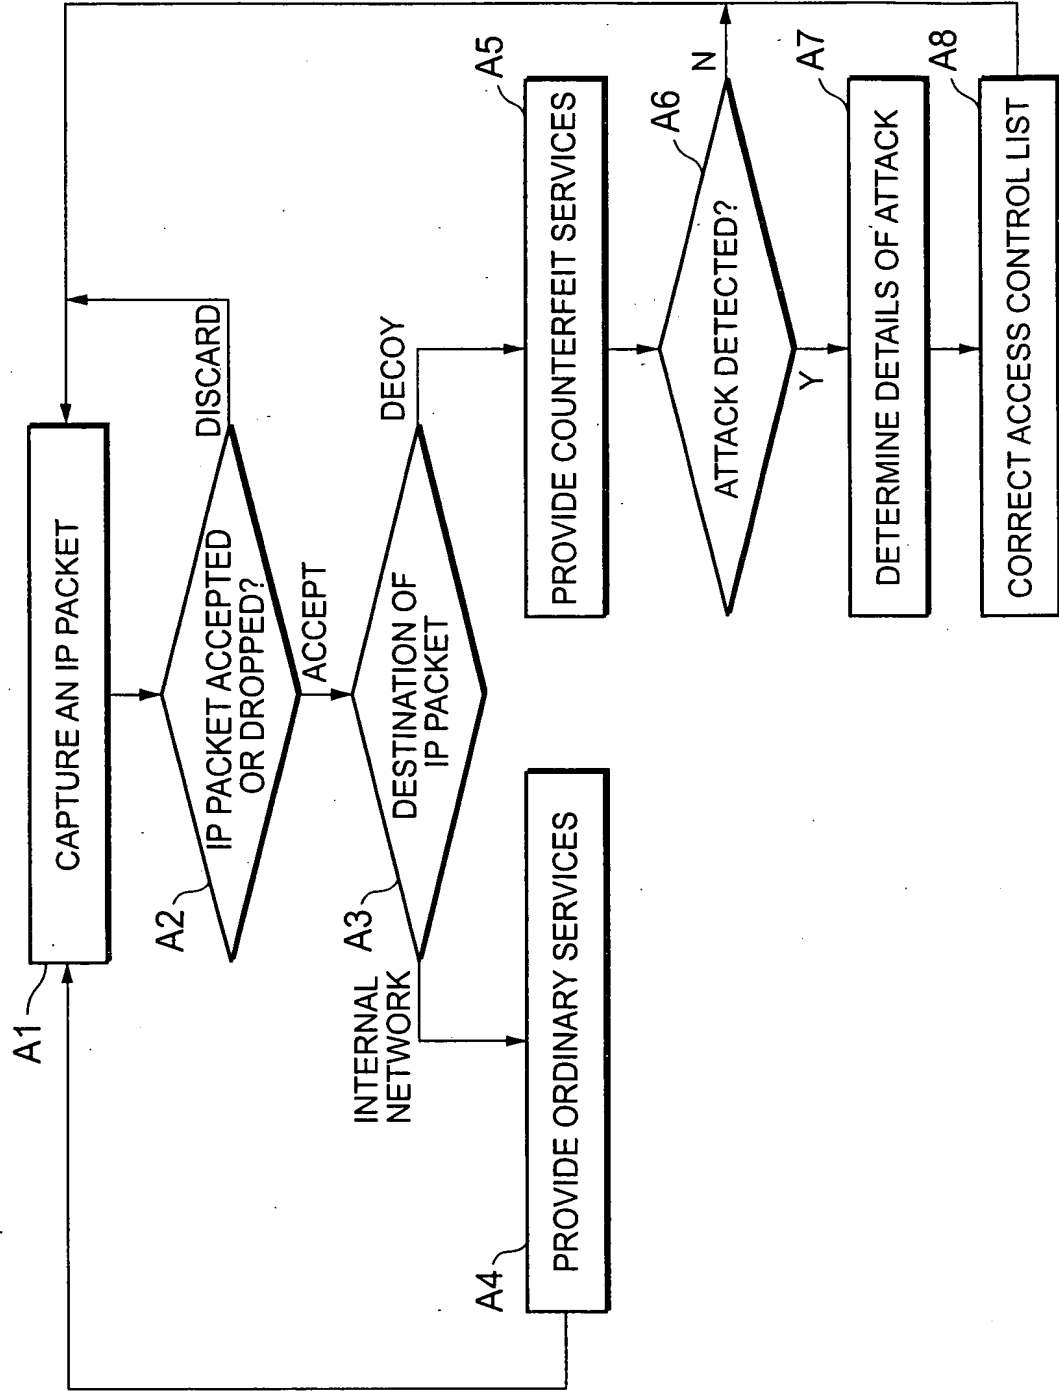 A1
CAPTURE AN IP PACKET
A2
IP PACKET ACCEPTED
OR DROPPED?
DISCARD
ACCEPT
A3
DESTINATION OF
IP PACKET
INTERNAL
NETWORK
DECOY
A4
PROVIDE ORDINARY SERVICES
A5
PROVIDE COUNTERFEIT SERVICES
A6
ATTACK DETECTED?
N
Y
A7
DETERMINE DETAILS OF ATTACK
A8
CORRECT ACCESS CONTROL LIST